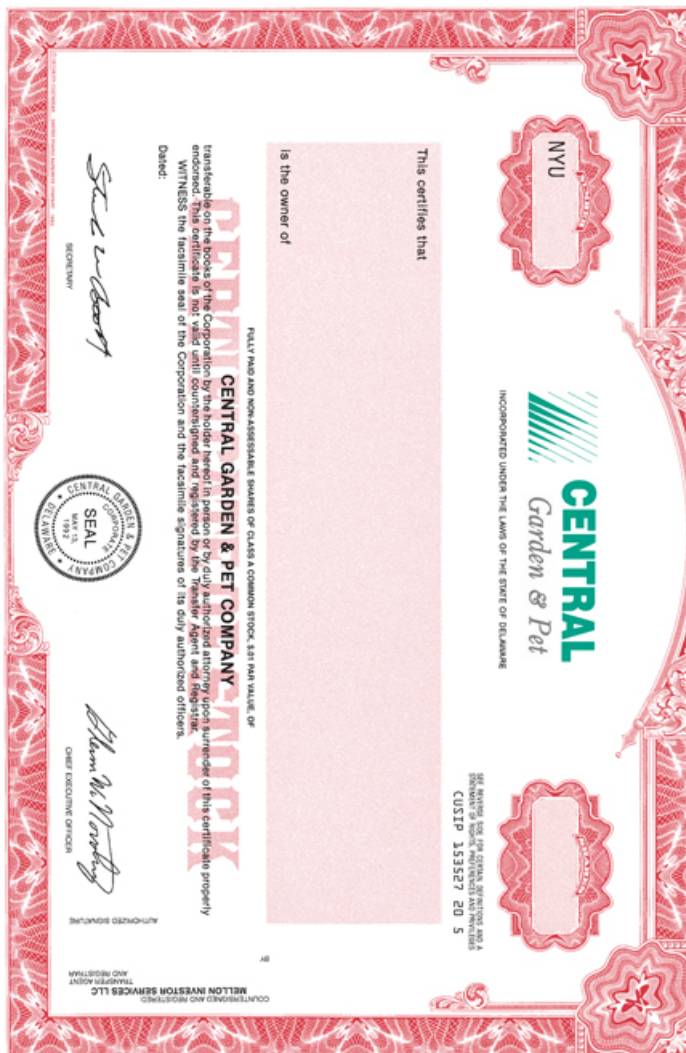 NYU
NUMBER
CENTRAL
Garden & Pet
INCORPORATED UNDER THE LAWS OF THE STATE OF DELAWARE
SHARES
SEE REVERSE SIDE FOR CERTAIN DEFINITIONS AND A
STATEMENT OF RIGHTS, PREFERENCES AND PRIVILEGES
CUSIP 153527 20 5
This certifies that
is the owner of
FULLY PAID AND NON-ASSESSABLE SHARES OF CLASS A COMMON STOCK, $.01 PAR VALUE, OF
CERTIFICATE OF STOCK
CENTRAL GARDEN & PET COMPANY
transferable on the books of the Corporation by the holder hereof in person or by duly authorized attorney upon surrender of this certificate properly
endorsed. This certificate is not valid until countersigned and registered by the Transfer Agent and Registrar.
WITNESS the facsimile seal of the Corporation and the facsimile signatures of its duly authorized officers.
Dated:
SECRETARY
CENTRAL GARDEN & PET COMPANY
CORPORATE
SEAL
MAY 13,
1992
DELAWARE
CHIEF EXECUTIVE OFFICER
COUNTERSIGNED AND REGISTERED
MELLON INVESTOR SERVICES LLC
TRANSFER AGENT
AND REGISTRAR
BY
AUTHORIZED SIGNATURE